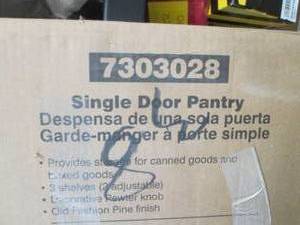 7303028
Single Door Pantry
Despensa de una sola puerta
Garde-manger à porte simple
• Provides storage for canned goods and
boxed goods
• 3 shelves (2 adjustable)
• Decorative Pewter knob
• Old Fashion Pine finish